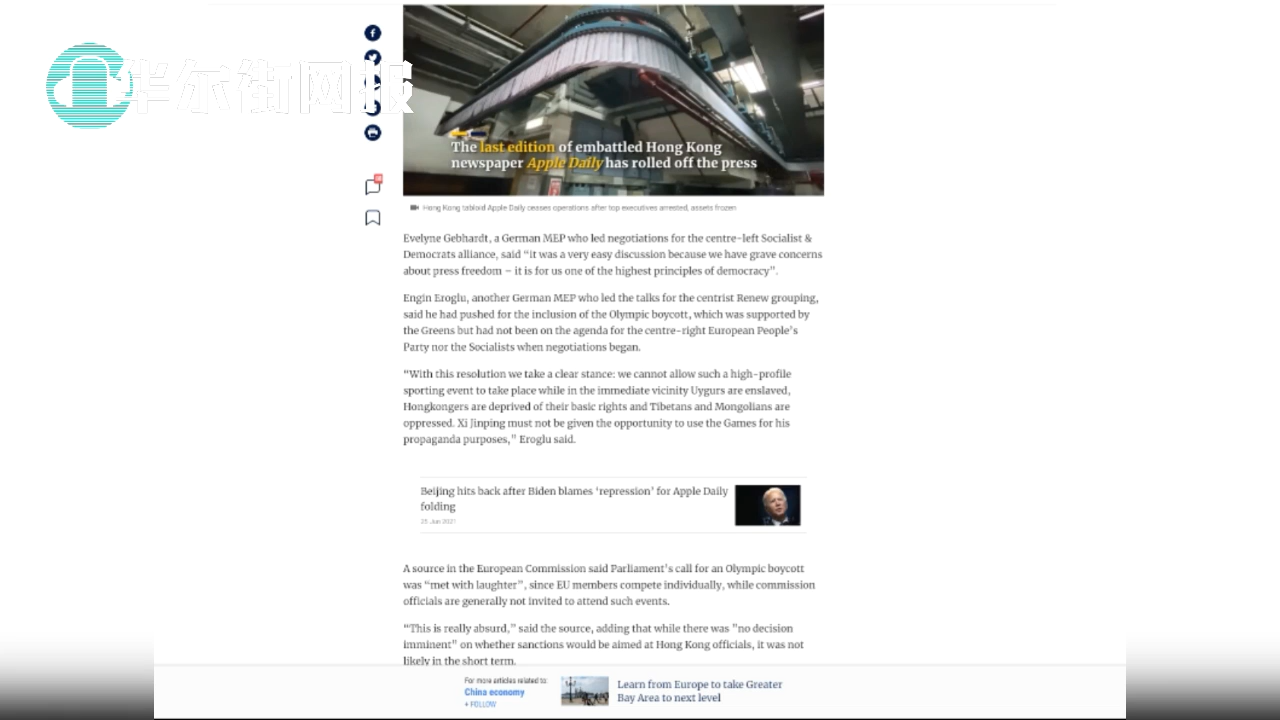 华尔街网报
The last edition of embattled Hong Kong
newspaper Apple Daily has rolled off the press
Hong Kong tabloid Apple Daily ceases operations after top executives arrested, assets frozen
Evelyne Gebhardt, a German MEP who led negotiations for the centre-left Socialist &
Democrats alliance, said “it was a very easy discussion because we have grave concerns
about press freedom – it is for us one of the highest principles of democracy”.
Engin Eroglu, another German MEP who led the talks for the centrist Renew grouping,
said he had pushed for the inclusion of the Olympic boycott, which was supported by
the Greens but had not been on the agenda for the centre-right European People’s
Party nor the Socialists when negotiations began.
“With this resolution we take a clear stance: we cannot allow such a high-profile
sporting event to take place while in the immediate vicinity Uygurs are enslaved,
Hongkongers are deprived of their basic rights and Tibetans and Mongolians are
oppressed. Xi Jinping must not be given the opportunity to use the Games for his
propaganda purposes,” Eroglu said.
Beijing hits back after Biden blames ‘repression’ for Apple Daily
folding
25 Jun 2021
A source in the European Commission said Parliament’s call for an Olympic boycott
was “met with laughter”, since EU members compete individually, while commission
officials are generally not invited to attend such events.
“This is really absurd,” said the source, adding that while there was ”no decision
imminent” on whether sanctions would be aimed at Hong Kong officials, it was not
likely in the short term.
For more articles related to:
China economy
+ FOLLOW
Learn from Europe to take Greater
Bay Area to next level